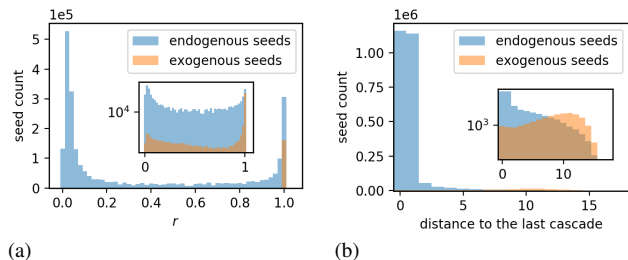 1e5
endogenous seeds
exogenous seeds
seed count
5
4
3
2
1
0
10⁴
0
1
0.0 0.2 0.4 0.6 0.8 1.0
r
(a)
1e6
endogenous seeds
exogenous seeds
seed count
1.00
0.75
0.50
0.25
0.00
10³
0
10
0 5 10 15
distance to the last cascade
(b)